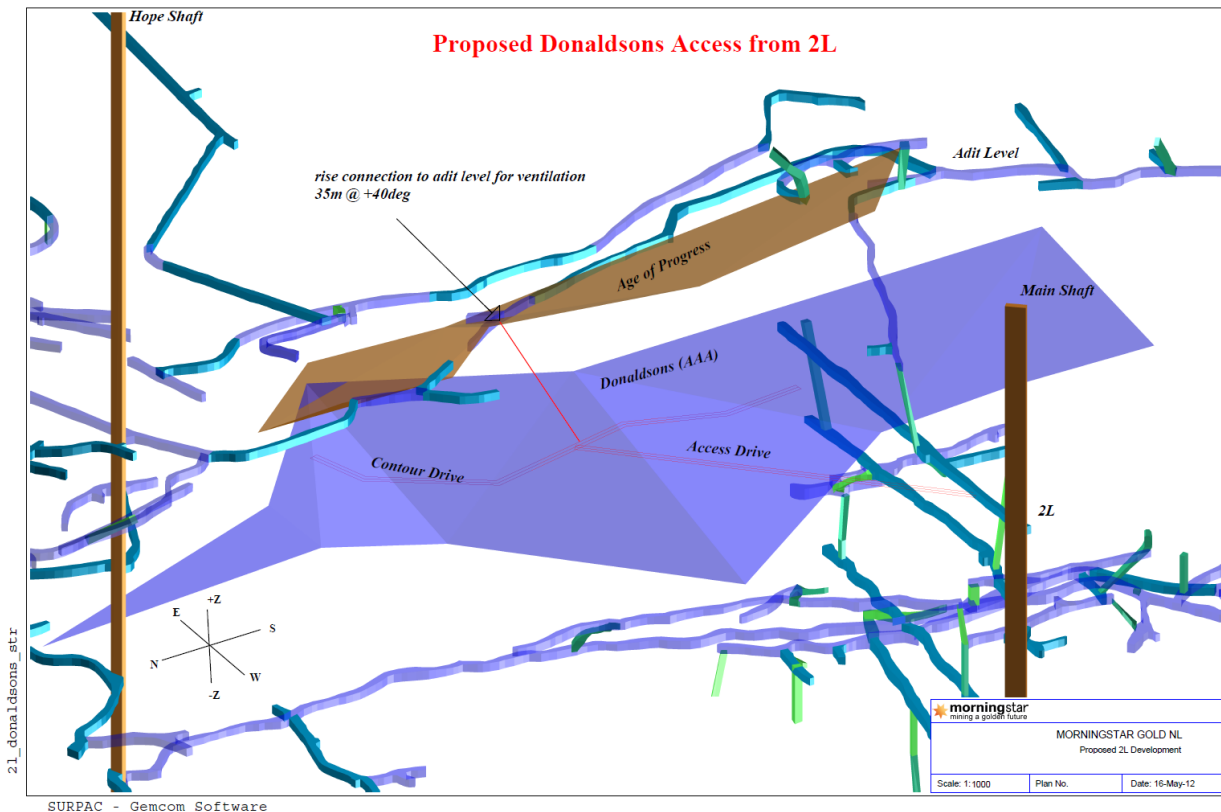 Hope Shaft
Proposed Donaldsons Access from 2L
rise connection to adit level for ventilation
35m @ +40deg
Adit Level
Age of Progress
Main Shaft
Donaldsons (AAA)
Access Drive
Contour Drive
2L
+Z
E
S
N
W
-Z
2l_donaldsons_str
morningstar
mining a golden future
MORNINGSTAR GOLD NL
Proposed 2L Development
Scale: 1:1000
Plan No.
Date: 16-May-12
SURPAC - Gemcom Software